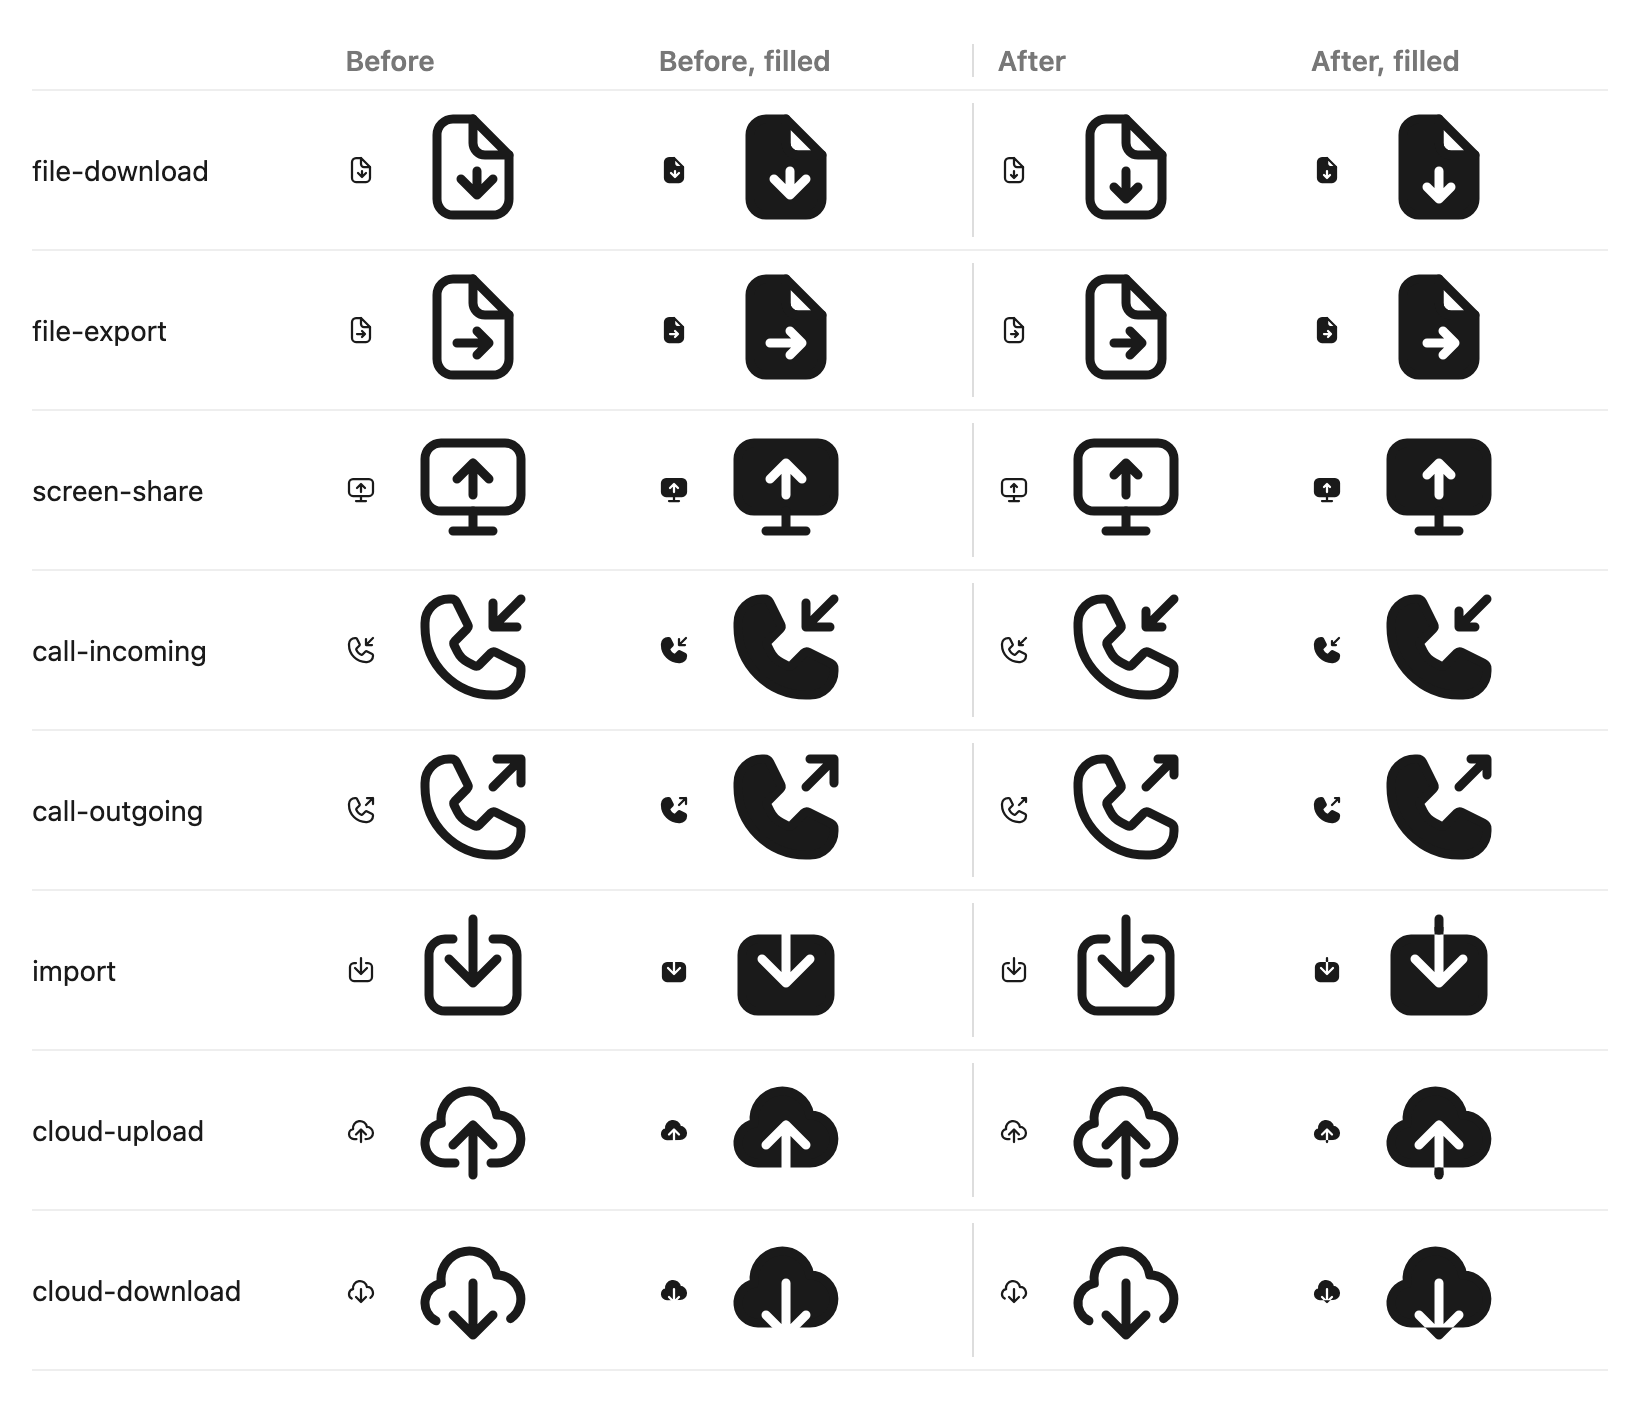 Before
Before, filled
After
After, filled
file-download
file-export
screen-share
call-incoming
call-outgoing
import
cloud-upload
cloud-download